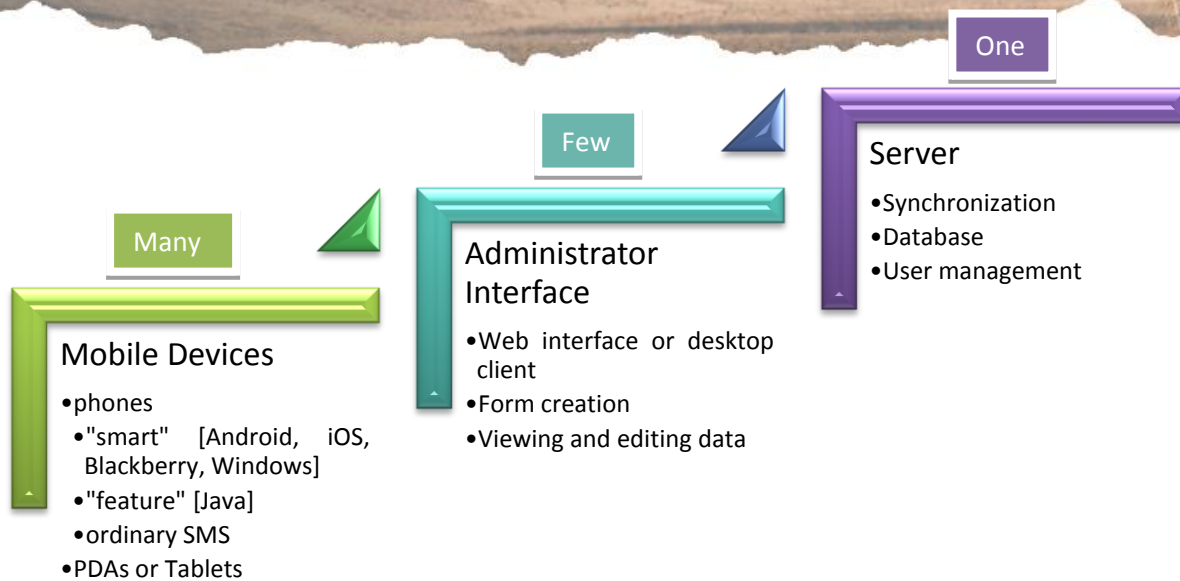 Many
Mobile Devices
•phones
•"smart" [Android, iOS,
Blackberry, Windows]
•"feature" [Java]
•ordinary SMS
•PDAs or Tablets
Few
Administrator
Interface
•Web interface or desktop
client
•Form creation
•Viewing and editing data
One
Server
•Synchronization
•Database
•User management